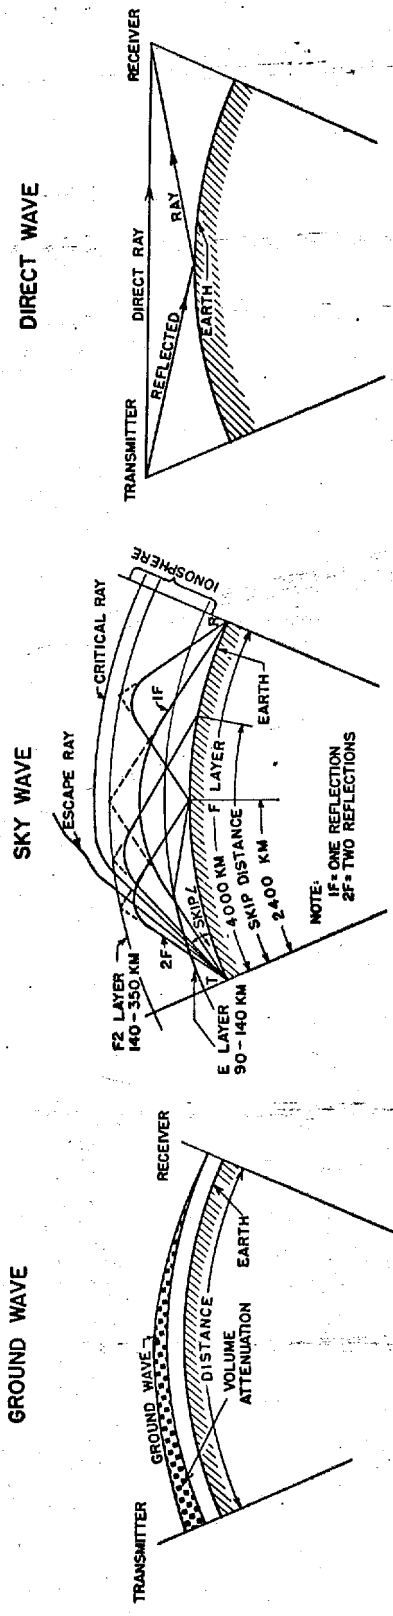 GROUND WAVE
TRANSMITTER
GROUND WAVE
DISTANCE
VOLUME
ATTENUATION
EARTH
RECEIVER
SKY WAVE
F2 LAYER
140-350 KM
ESCAPE RAY
CRITICAL RAY
IONOSPHERE
2F
1F
SKIP
T
R
E LAYER
90-140 KM
4,000 KM F LAYER
SKIP DISTANCE
2400 KM
EARTH
NOTE:
1F = ONE REFLECTION
2F = TWO REFLECTIONS
DIRECT WAVE
TRANSMITTER
DIRECT RAY
REFLECTED RAY
EARTH
RECEIVER